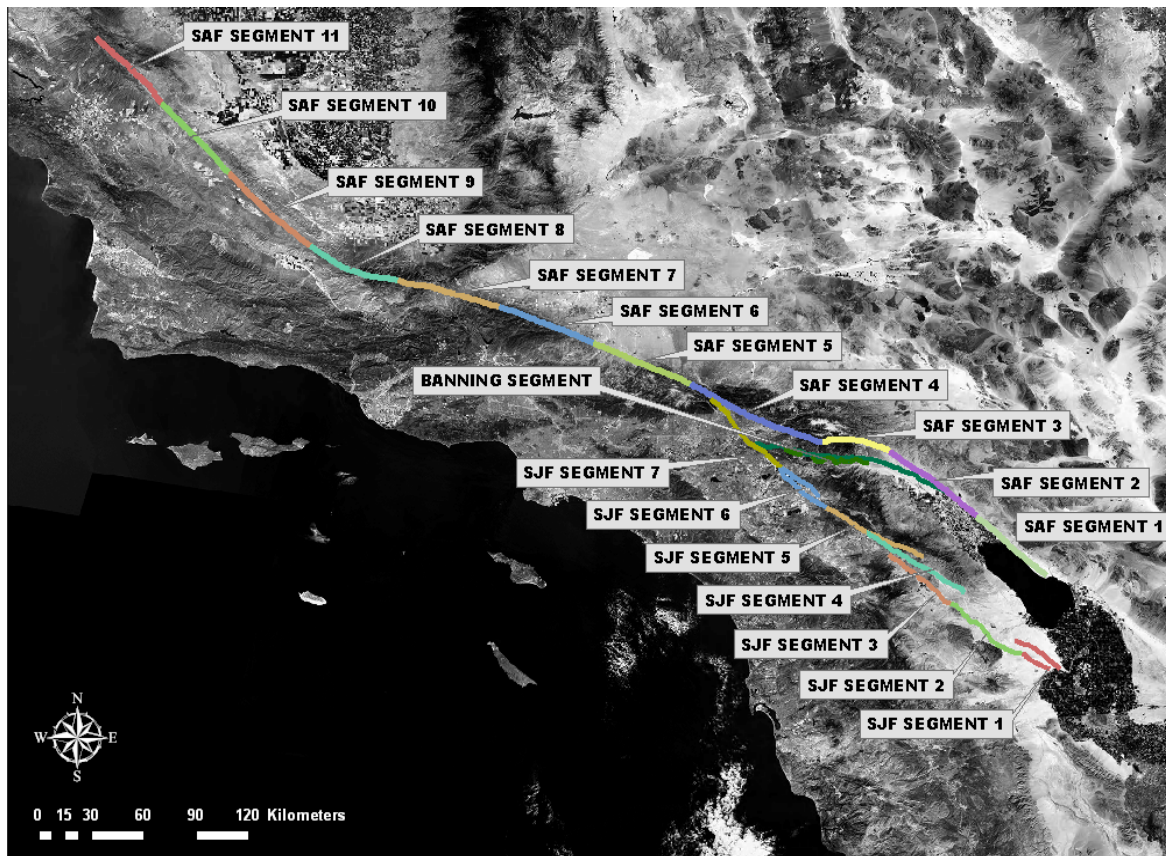 SAF SEGMENT 11
SAF SEGMENT 10
SAF SEGMENT 9
SAF SEGMENT 8
SAF SEGMENT 7
SAF SEGMENT 6
SAF SEGMENT 5
BANNING SEGMENT
SAF SEGMENT 4
SAF SEGMENT 3
SJF SEGMENT 7
SAF SEGMENT 2
SJF SEGMENT 6
SAF SEGMENT 1
SJF SEGMENT 5
SJF SEGMENT 4
SJF SEGMENT 3
SJF SEGMENT 2
SJF SEGMENT 1
N
W E
S
0 15 30 60 90 120 Kilometers